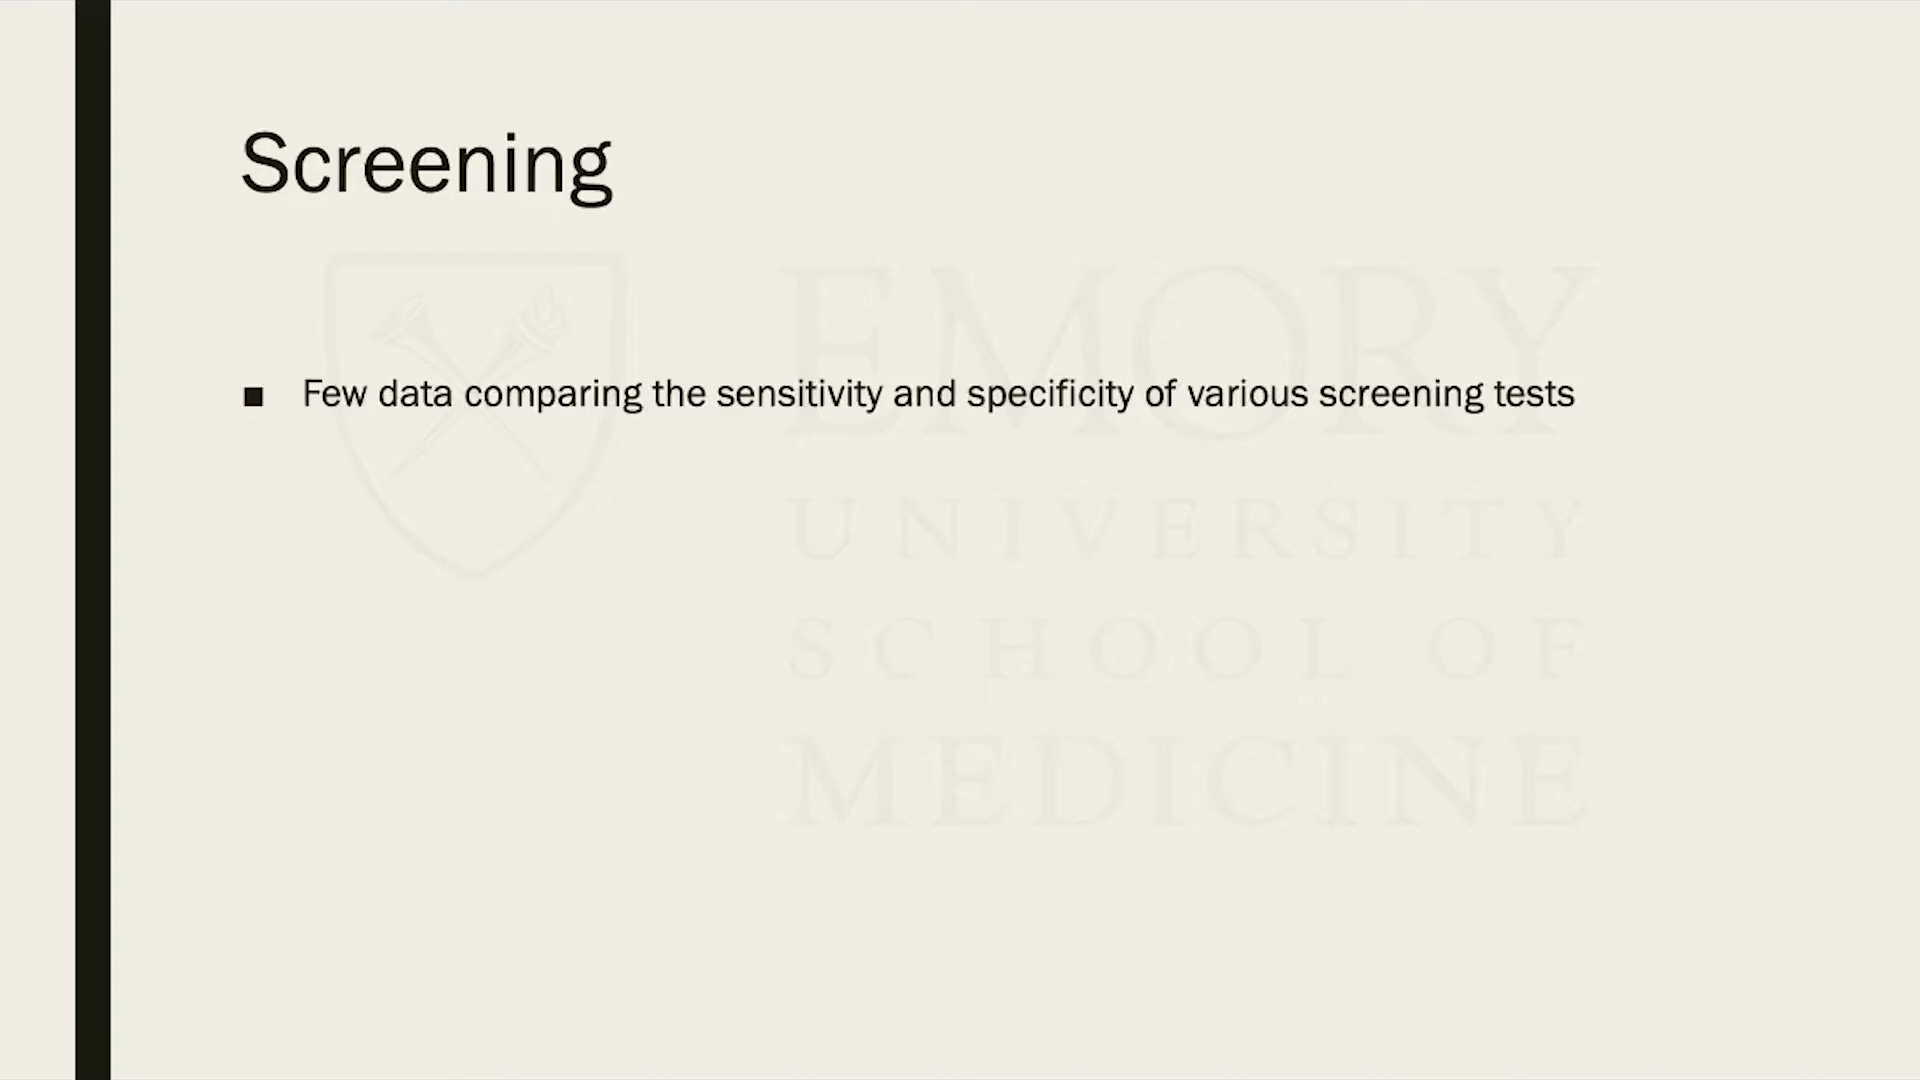 Screening
■ Few data comparing the sensitivity and specificity of various screening tests
EMORY
UNIVERSITY
SCHOOL OF
MEDICINE